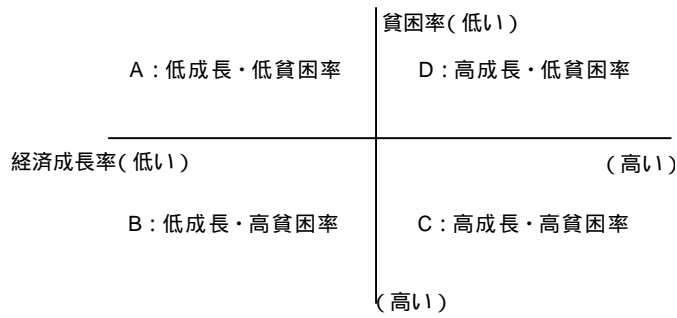 貧困率(低い)
A:低成長・低貧困率 D:高成長・低貧困率
経済成長率(低い) (高い)
B:低成長・高貧困率 C:高成長・高貧困率
(高い)